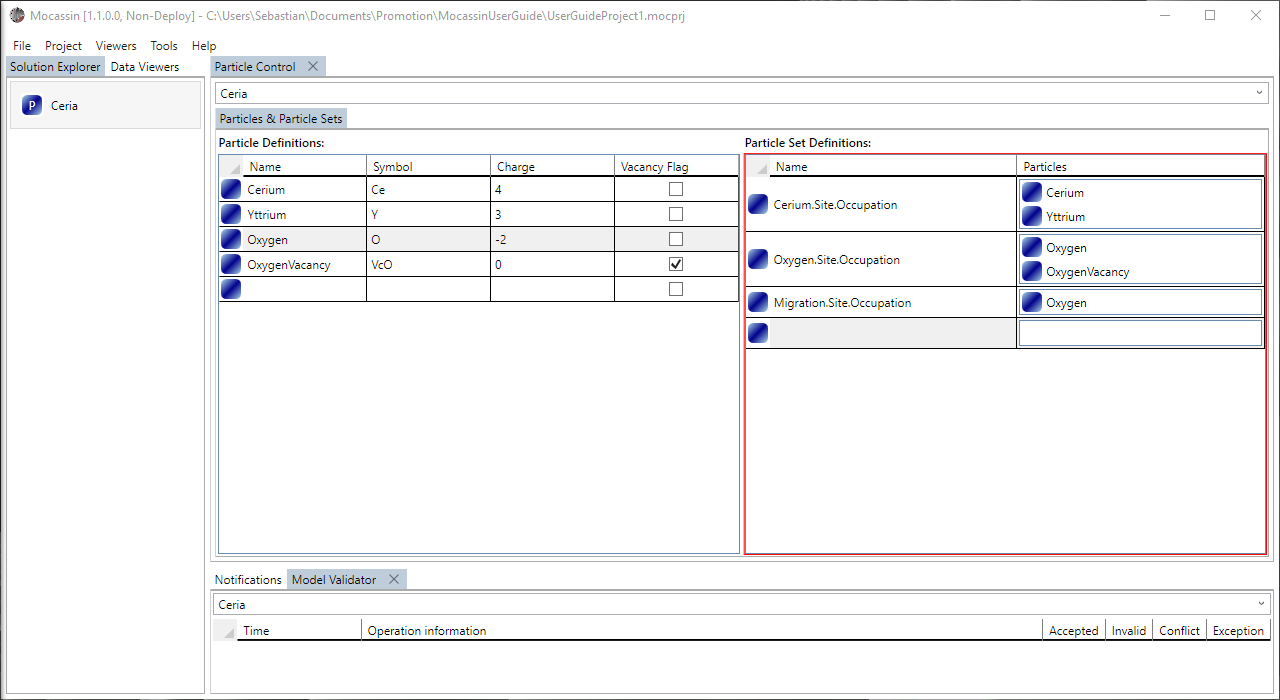 Mocassin [1.1.0.0, Non-Deploy] - C:\Users\Sebastian\Documents\Promotion\MocassinUserGuide\UserGuideProject1.mocprj
File Project Viewers Tools Help
Solution Explorer Data Viewers
P Ceria
Particle Control
Ceria
Particles & Particle Sets
Particle Definitions:
Name Symbol Charge Vacancy Flag
Cerium Ce 4
Yttrium Y 3
Oxygen O -2
OxygenVacancy VcO 0
Particle Set Definitions:
Name Particles
Cerium.Site.Occupation
Cerium
Yttrium
Oxygen.Site.Occupation
Oxygen
OxygenVacancy
Migration.Site.Occupation Oxygen
Notifications Model Validator
Ceria
Time Operation information Accepted Invalid Conflict Exception